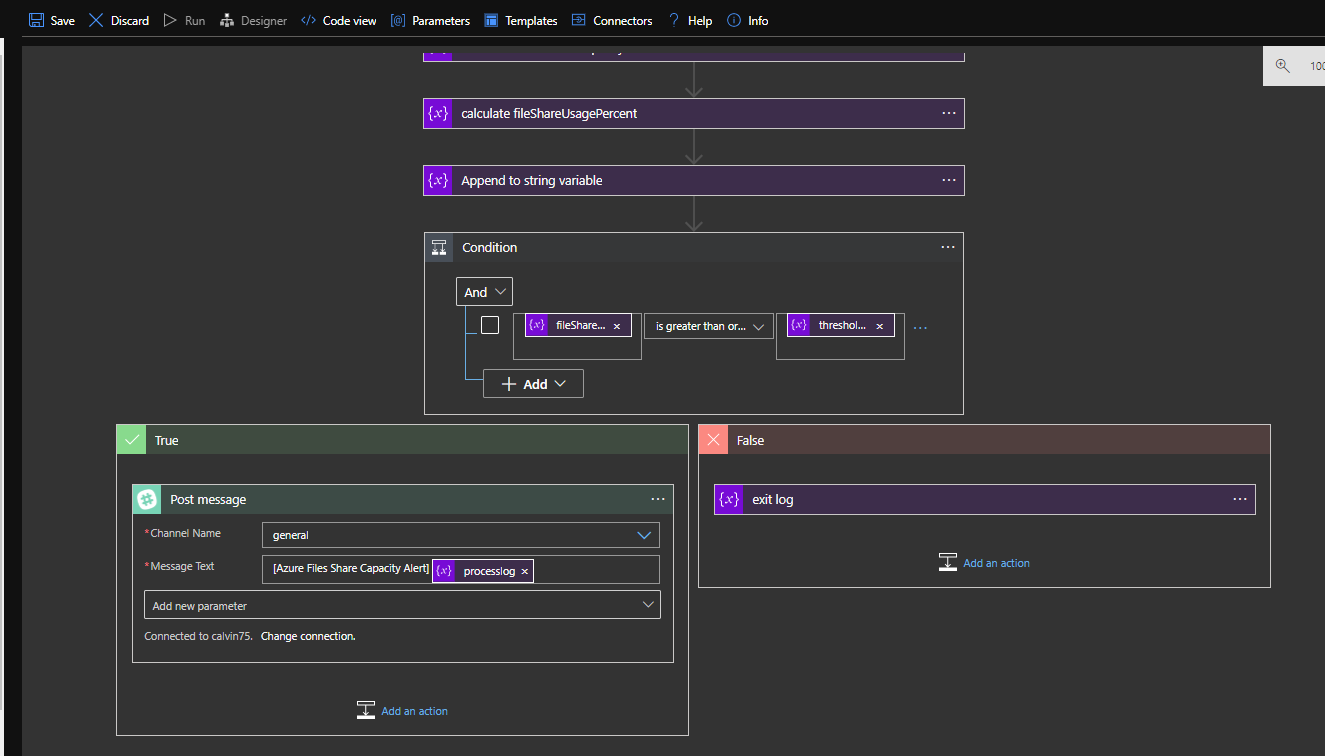 Save Discard Run Designer Code view Parameters Templates Connectors Help Info
100
{x} calculate fileShareUsagePercent ...
{x} Append to string variable ...
Condition ...
And
{x} fileShare... × is greater than or... {x} threshol... × ...
+ Add
True
False
Post message ...
{x} exit log ...
*Channel Name general
*Message Text [Azure Files Share Capacity Alert] {x} processlog ×
Add an action
Add new parameter
Connected to calvin75. Change connection.
Add an action